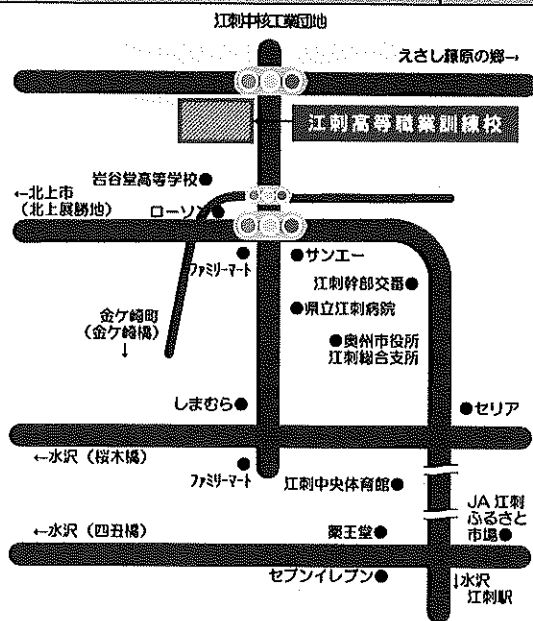 江刺中核工業団地
えさし藤原の郷→
江刺高等職業訓練校
岩谷堂高等学校●
←北上市
(北上展勝地)
ローソン●
ファミリーマート
●サンエー
江刺幹部交番●
●県立江刺病院
金ケ崎町
(金ケ崎橋)
↓
●奥州市役所
江刺総合支所
しまむら●
●セリア
←水沢(桜木橋)
ファミリーマート
江刺中央体育館●
JA 江刺
ふるさと
市場●
←水沢(四丑橋)
薬王堂●
セブンイレブン●
↓水沢
江刺駅